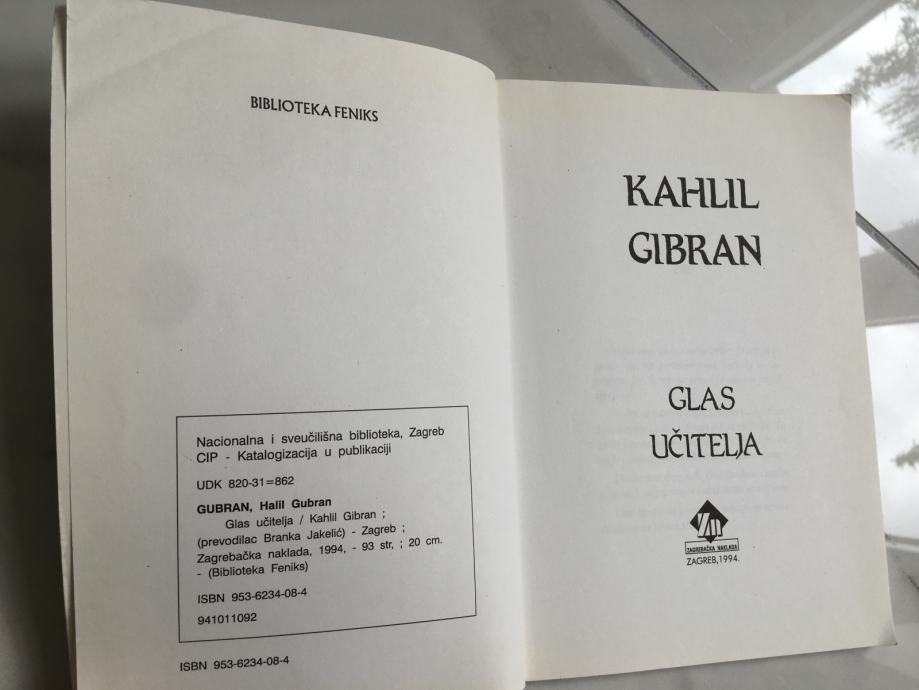 BIBLIOTEKA FENIKS
Nacionalna i sveučilišna biblioteka, Zagreb
CIP - Katalogizacija u publikaciji
UDK 820-31=862
GUBRAN, Halil Gubran
Glas učitelja / Kahlil Gibran ;
(prevodilac Branka Jakelić) - Zagreb ;
Zagrebačka naklada, 1994, - 93 str, ; 20 cm.
- (Biblioteka Feniks)
ISBN 953-6234-08-4
941011092
ISBN 953-6234-08-4
KAHLIL
GIBRAN
GLAS
UČITELJA
ZN
ZAGREBAČKA NAKLADA
ZAGREB,1994.